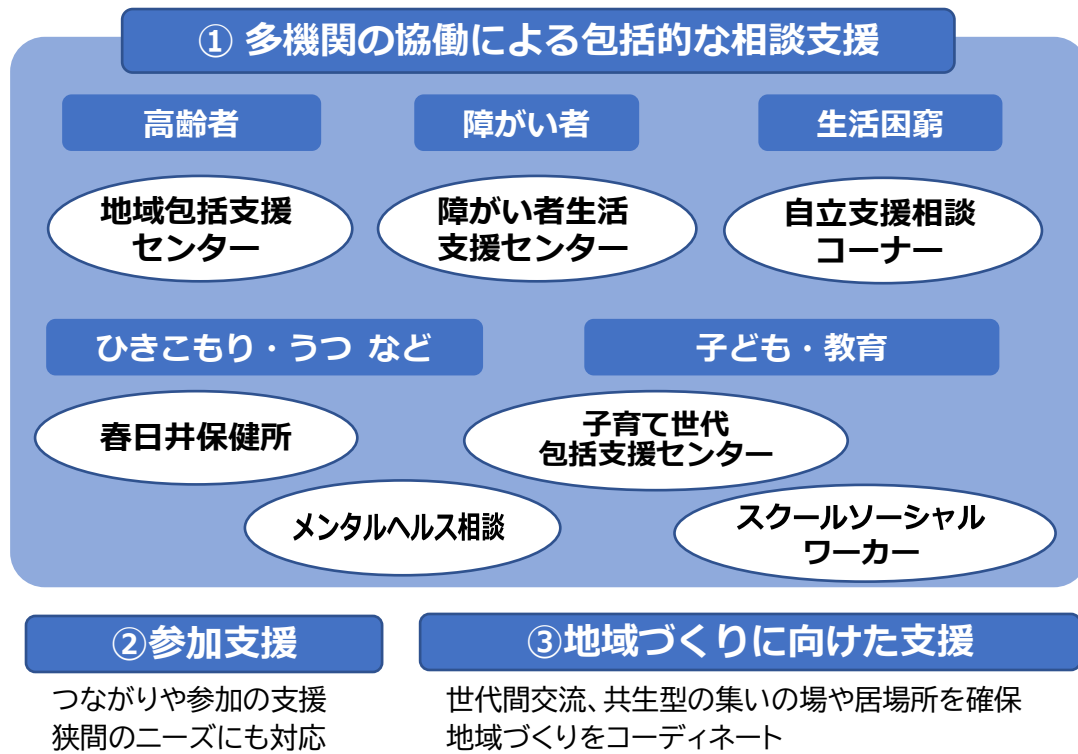 ① 多機関の協働による包括的な相談支援
高齢者
障がい者
生活困窮
地域包括支援
センター
障がい者生活
支援センター
自立支援相談
コーナー
ひきこもり・うつ など
子ども・教育
春日井保健所
子育て世代
包括支援センター
メンタルヘルス相談
スクールソーシャル
ワーカー
②参加支援
つながりや参加の支援
狭間のニーズにも対応
③地域づくりに向けた支援
世代間交流、共生型の集いの場や居場所を確保
地域づくりをコーディネート